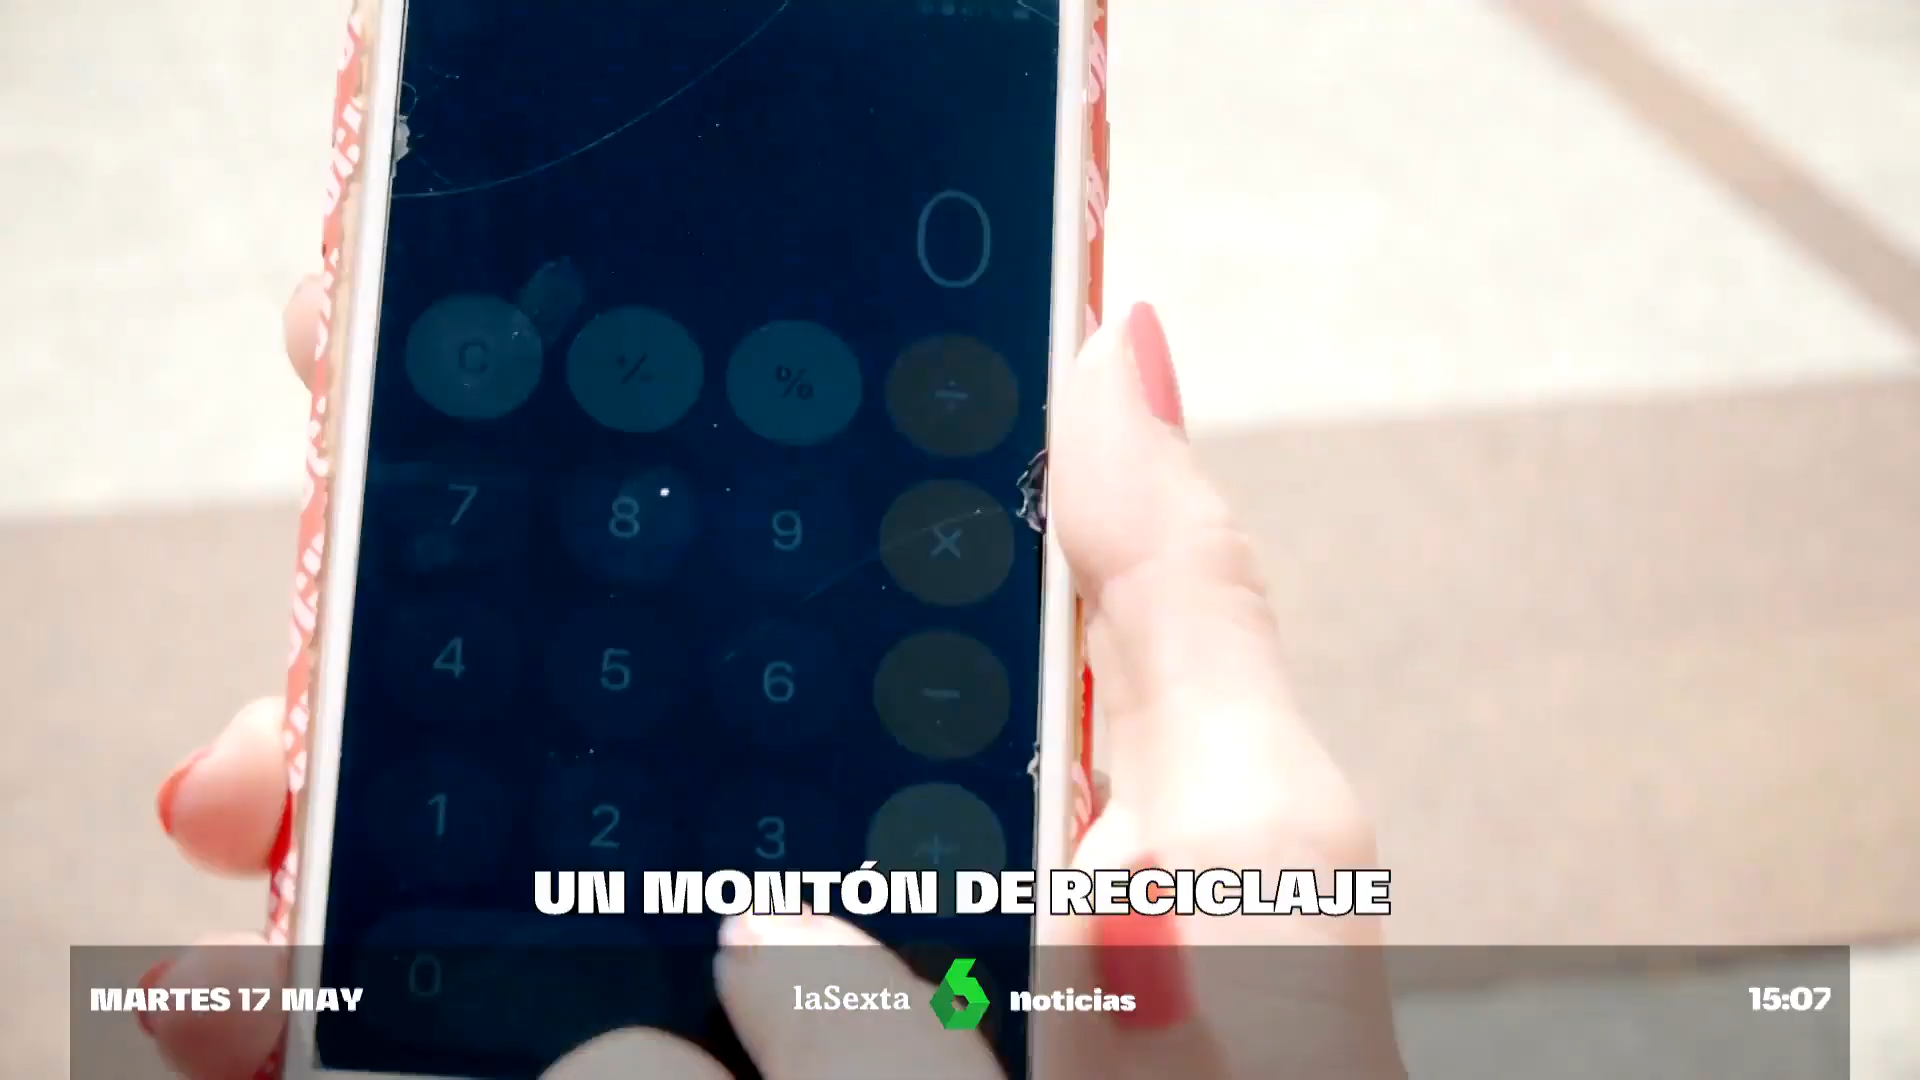 0
C +/- % ÷
7 8 9 ×
4 5 6 −
1 2 3 +
UN MONTÓN DE RECICLAJE
0
MARTES 17 MAY laSexta 6 noticias 15:07